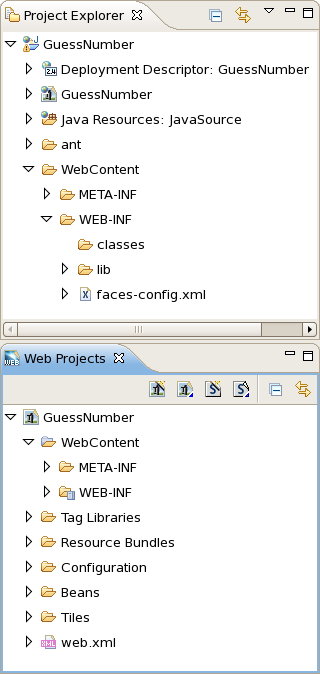 Project Explorer
GuessNumber
Deployment Descriptor: GuessNumber
GuessNumber
Java Resources: JavaSource
ant
WebContent
META-INF
WEB-INF
classes
lib
faces-config.xml
Web Projects
GuessNumber
WebContent
META-INF
WEB-INF
Tag Libraries
Resource Bundles
Configuration
Beans
Tiles
web.xml